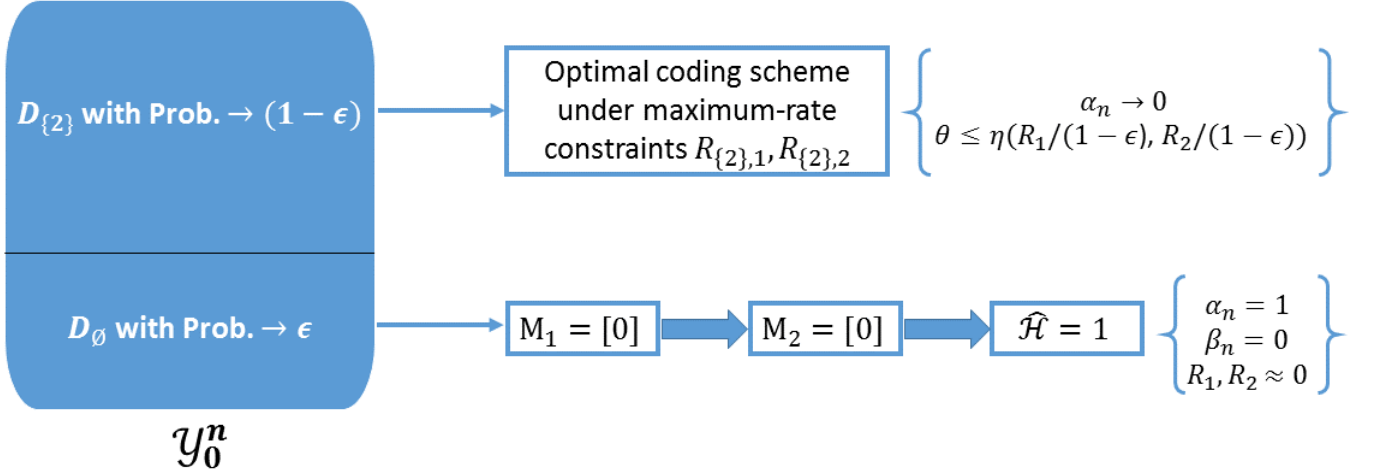 D_{2} with Prob. → (1 − ϵ)
Optimal coding scheme
under maximum-rate
constraints R_{{2},1}, R_{{2},2}
α_n → 0
θ ≤ η(R_1/(1 − ϵ), R_2/(1 − ϵ))
D_∅ with Prob. → ϵ
M_1 = [0]
M_2 = [0]
ℋ̂ = 1
α_n = 1
β_n = 0
R_1, R_2 ≈ 0
𝒴_0^n